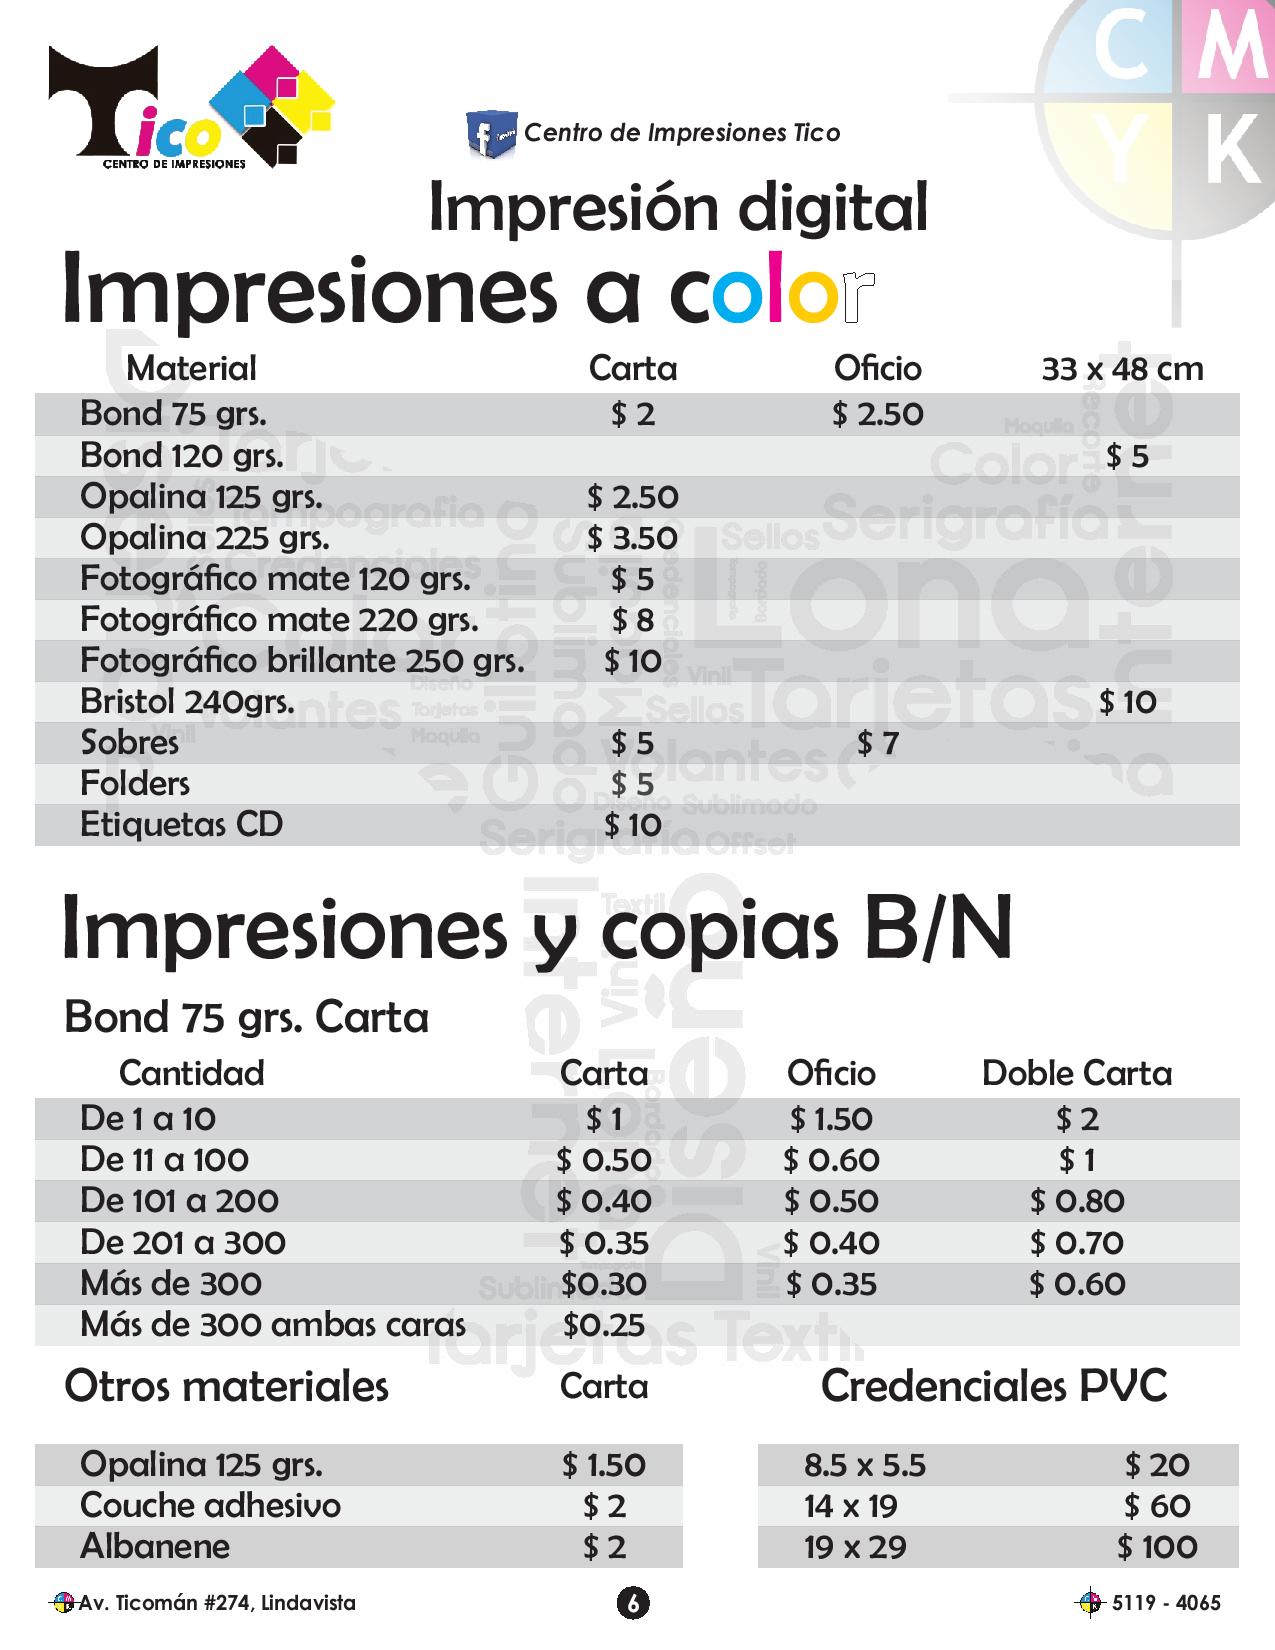 Tico
CENTRO DE IMPRESIONES
Centro de Impresiones Tico
C M
Y K
Impresión digital
Impresiones a color
Material Carta Oficio 33 x 48 cm
Bond 75 grs. $ 2 $ 2.50
Bond 120 grs. $ 5
Opalina 125 grs. $ 2.50
Opalina 225 grs. $ 3.50
Fotográfico mate 120 grs. $ 5
Fotográfico mate 220 grs. $ 8
Fotográfico brillante 250 grs. $ 10
Bristol 240grs. $ 10
Sobres $ 5 $ 7
Folders $ 5
Etiquetas CD $ 10
Impresiones y copias B/N
Bond 75 grs. Carta
Cantidad Carta Oficio Doble Carta
De 1 a 10 $ 1 $ 1.50 $ 2
De 11 a 100 $ 0.50 $ 0.60 $ 1
De 101 a 200 $ 0.40 $ 0.50 $ 0.80
De 201 a 300 $ 0.35 $ 0.40 $ 0.70
Más de 300 $0.30 $ 0.35 $ 0.60
Más de 300 ambas caras $0.25
Otros materiales Carta
Opalina 125 grs. $ 1.50
Couche adhesivo $ 2
Albanene $ 2
Credenciales PVC
8.5 x 5.5 $ 20
14 x 19 $ 60
19 x 29 $ 100
Av. Ticomán #274, Lindavista 6 5119 - 4065